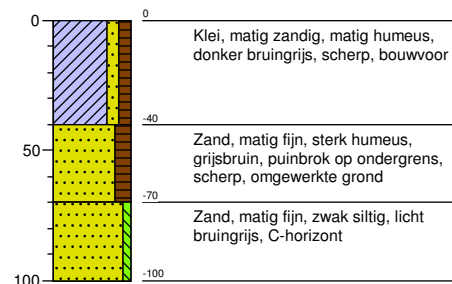 0
50
100
0
Klei, matig zandig, matig humeus,
donker bruingrijs, scherp, bouwvoor
-40
Zand, matig fijn, sterk humeus,
grijsbruin, puinbrok op ondergrens,
scherp, omgewerkte grond
-70
Zand, matig fijn, zwak siltig, licht
bruingrijs, C-horizont
-100